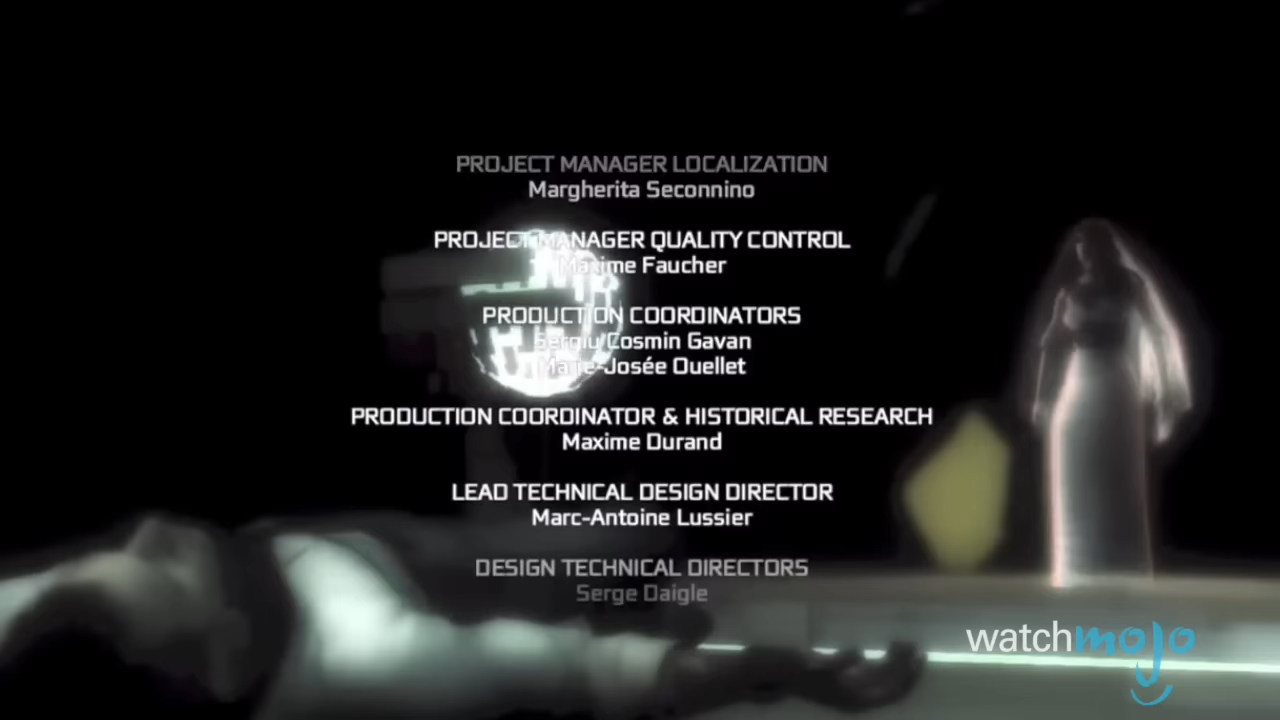 PROJECT MANAGER LOCALIZATION
Margherita Seconnino
PROJECT MANAGER QUALITY CONTROL
Maxime Faucher
PRODUCTION COORDINATORS
Sergiu Cosmin Gavan
Marie-Josée Ouellet
PRODUCTION COORDINATOR & HISTORICAL RESEARCH
Maxime Durand
LEAD TECHNICAL DESIGN DIRECTOR
Marc-Antoine Lussier
DESIGN TECHNICAL DIRECTORS
Serge Daigle
watchmojo